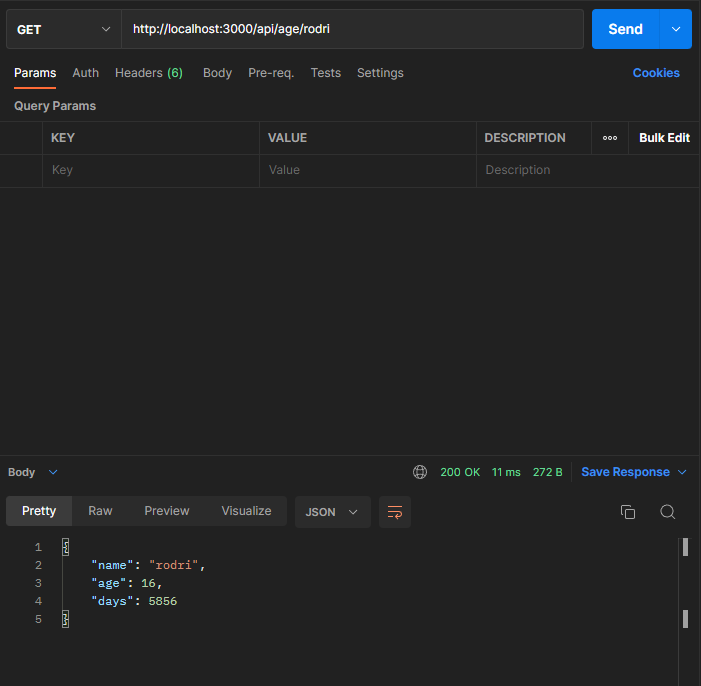 GET http://localhost:3000/api/age/rodri Send
Params Auth Headers (6) Body Pre-req. Tests Settings Cookies
Query Params
KEY VALUE DESCRIPTION ooo Bulk Edit
Key Value Description
Body 200 OK 11 ms 272 B Save Response
Pretty Raw Preview Visualize JSON
1 {
2 "name": "rodri",
3 "age": 16,
4 "days": 5856
5 }